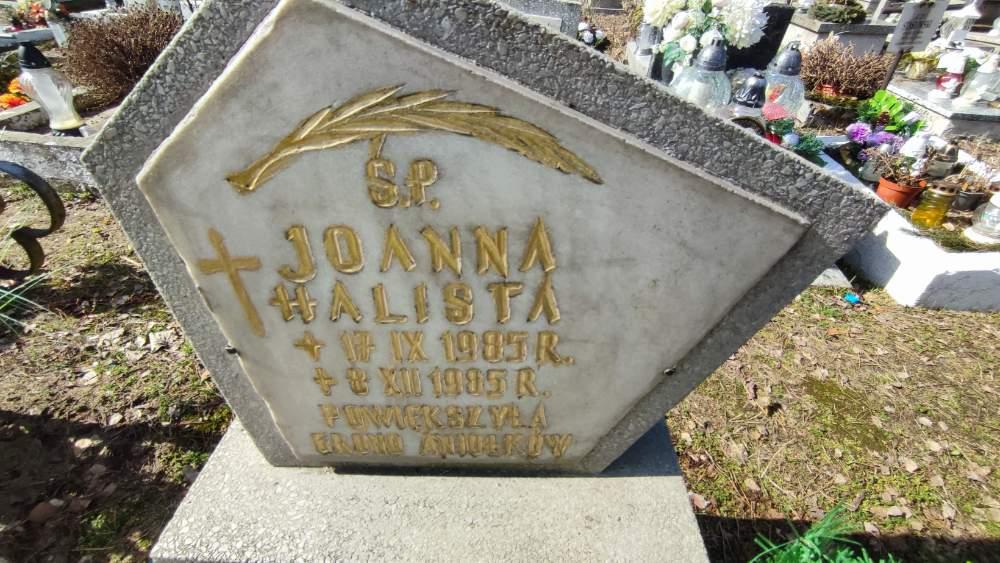 Ś.P.
JOANNA
HALISTA
17 IX 1985 R.
8 XII 1985 R.
POWIĘKSZYŁA
GRONO ANIOŁKÓW